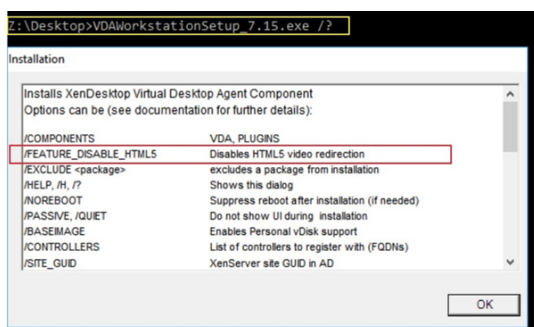 Z:\Desktop>VDAWorkstationSetup_7.15.exe /?
Installation
Installs XenDesktop Virtual Desktop Agent Component
Options can be (see documentation for further details):
/COMPONENTS VDA, PLUGINS
/FEATURE_DISABLE_HTML5 Disables HTML5 video redirection
/EXCLUDE <package> excludes a package from installation
/HELP, /H, /? Shows this dialog
/NOREBOOT Suppress reboot after installation (if needed)
/PASSIVE, /QUIET Do not show UI during installation
/BASEIMAGE Enables Personal vDisk support
/CONTROLLERS List of controllers to register with (FQDNs)
/SITE_GUID XenServer site GUID in AD
OK